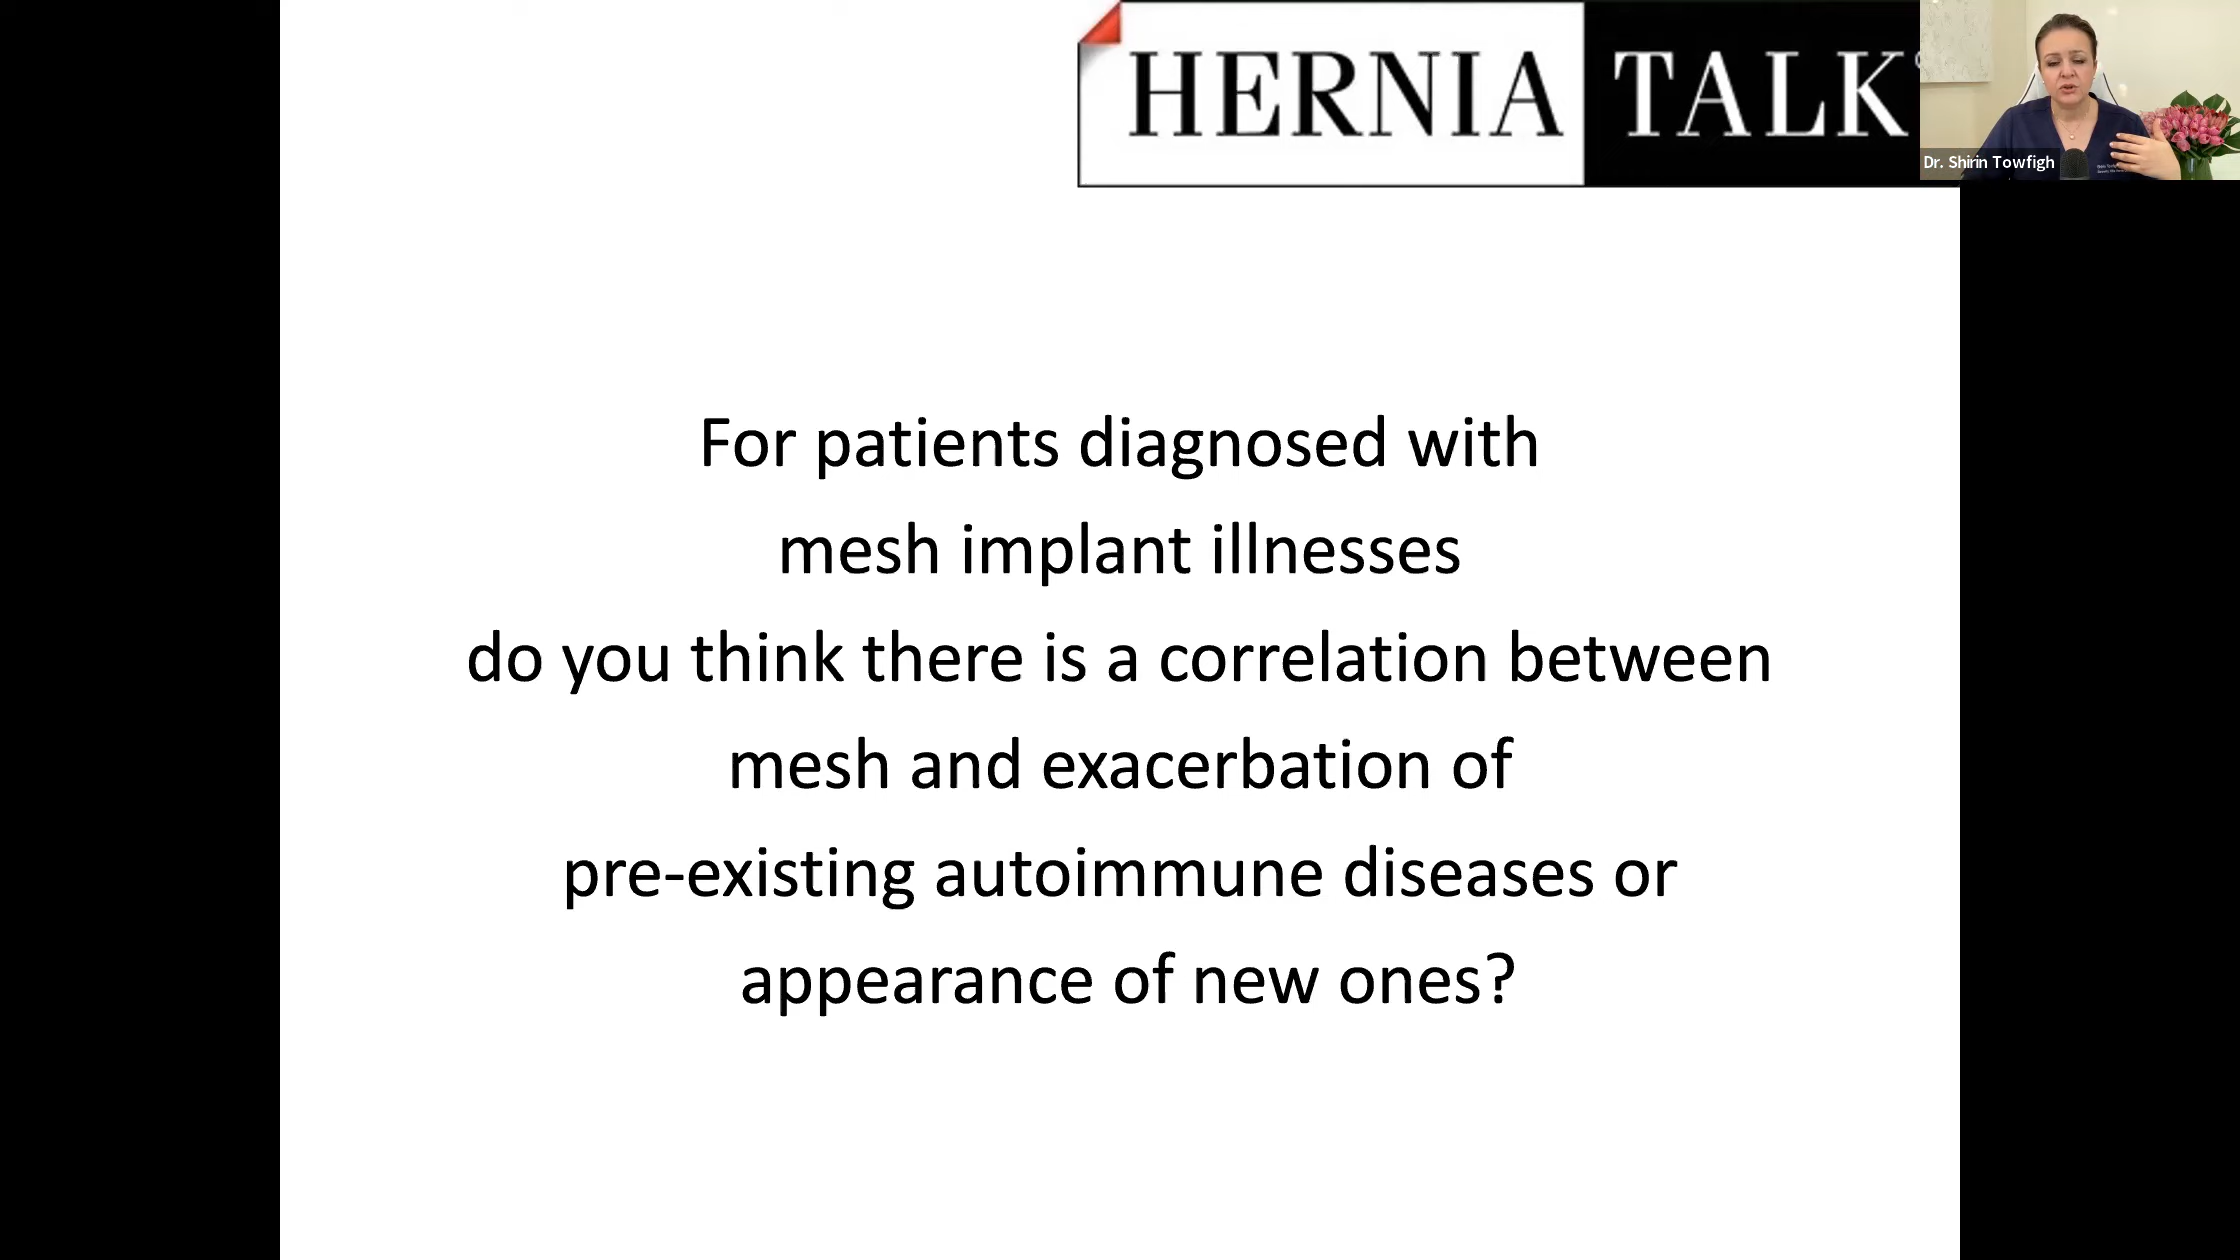 HERNIA TALK
Dr. Shirin Towfigh
For patients diagnosed with
mesh implant illnesses
do you think there is a correlation between
mesh and exacerbation of
pre-existing autoimmune diseases or
appearance of new ones?